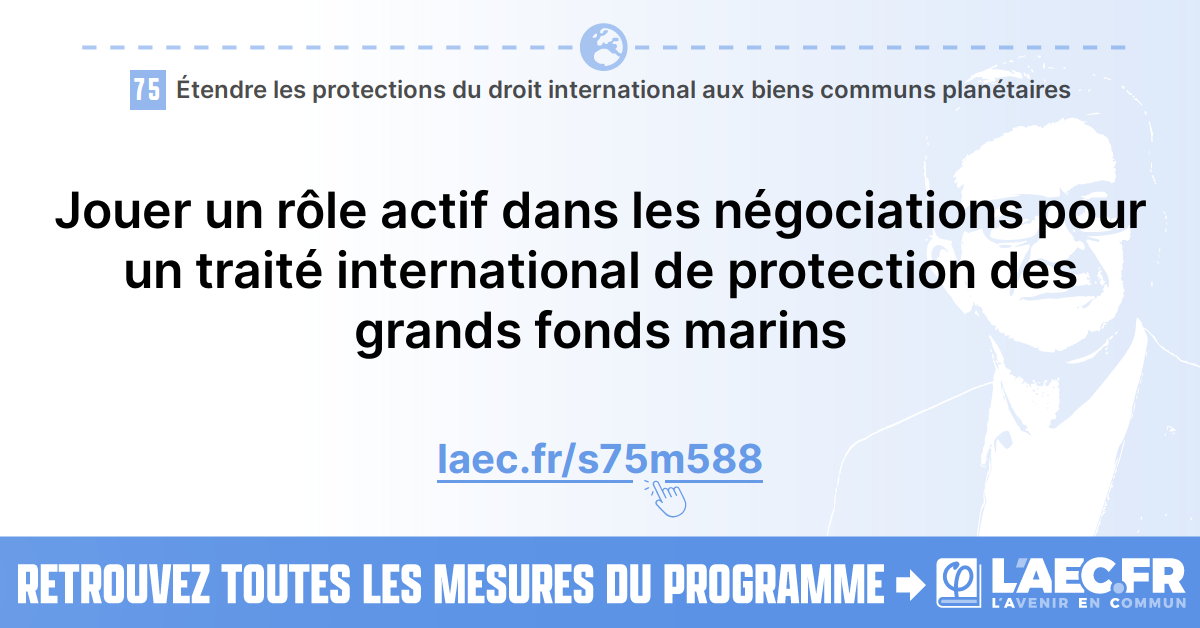 75 Étendre les protections du droit international aux biens communs planétaires
Jouer un rôle actif dans les négociations pour
un traité international de protection des
grands fonds marins
laec.fr/s75m588
RETROUVEZ TOUTES LES MESURES DU PROGRAMME
L'AEC.FR
L'AVENIR EN COMMUN